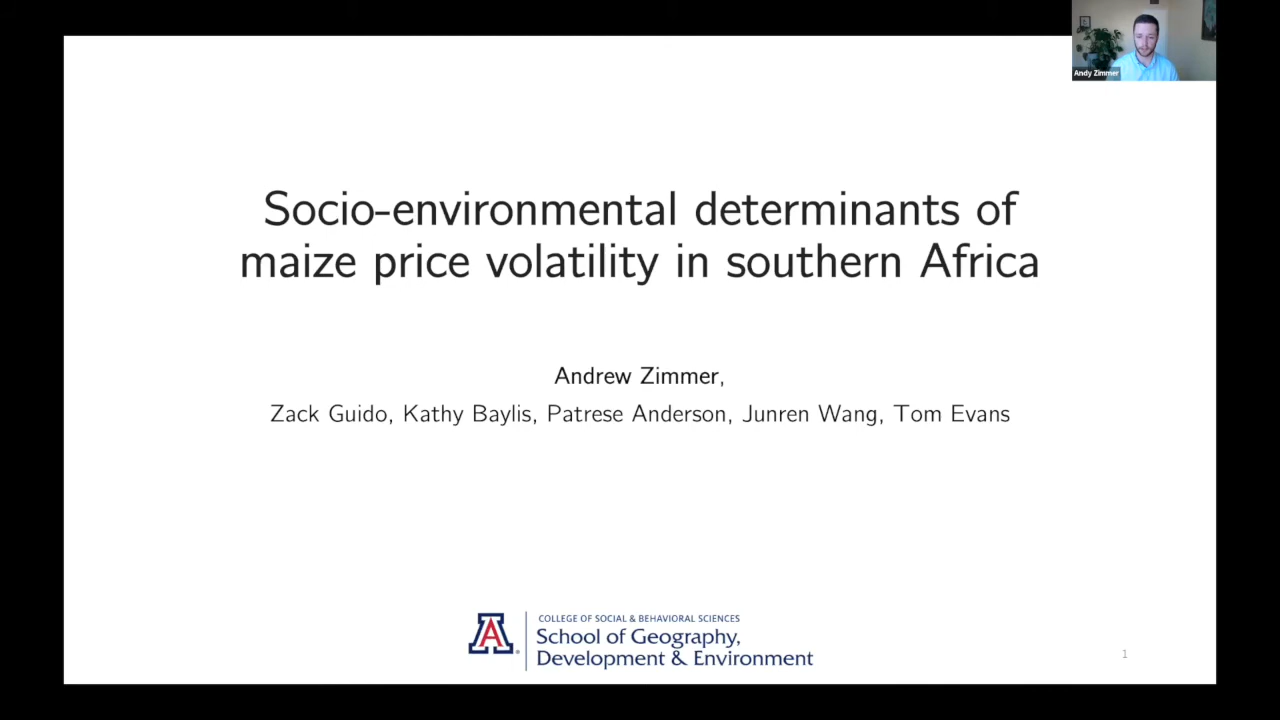 Andy Zimmer
Socio-environmental determinants of
maize price volatility in southern Africa
Andrew Zimmer,
Zack Guido, Kathy Baylis, Patrese Anderson, Junren Wang, Tom Evans
A
COLLEGE OF SOCIAL & BEHAVIORAL SCIENCES
School of Geography,
Development & Environment
1